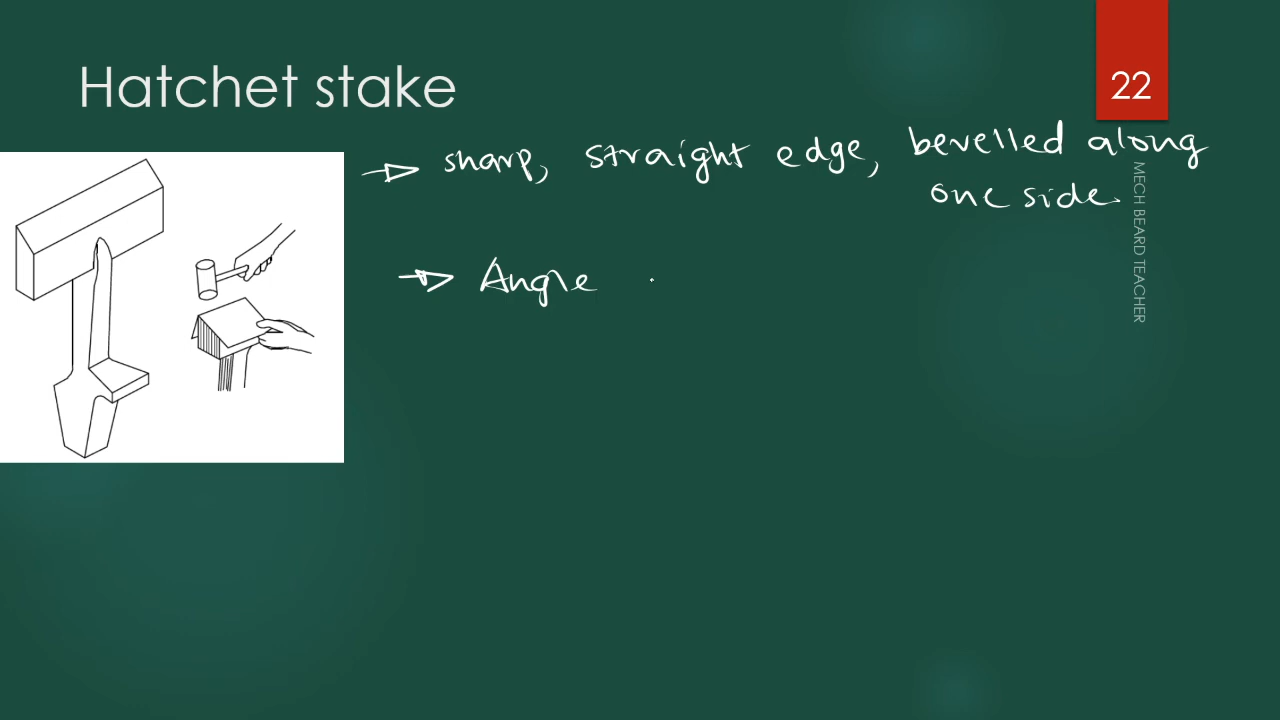 Hatchet stake
22
→ sharp, straight edge, bevelled along
one side.
→ Angle
MECH BEARD TEACHER